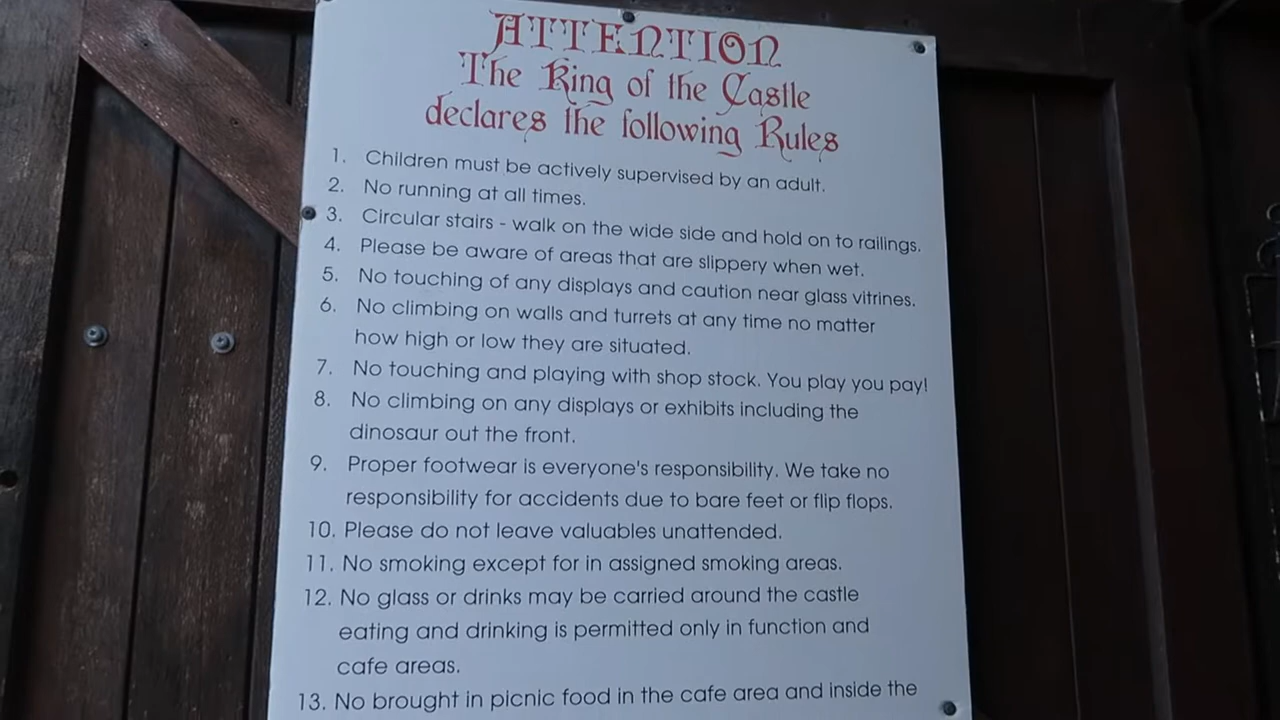 ATTENTION
The King of the Castle
declares the following Rules
1. Children must be actively supervised by an adult.
2. No running at all times.
3. Circular stairs - walk on the wide side and hold on to railings.
4. Please be aware of areas that are slippery when wet.
5. No touching of any displays and caution near glass vitrines.
6. No climbing on walls and turrets at any time no matter
how high or low they are situated.
7. No touching and playing with shop stock. You play you pay!
8. No climbing on any displays or exhibits including the
dinosaur out the front.
9. Proper footwear is everyone's responsibility. We take no
responsibility for accidents due to bare feet or flip flops.
10. Please do not leave valuables unattended.
11. No smoking except for in assigned smoking areas.
12. No glass or drinks may be carried around the castle
eating and drinking is permitted only in function and
cafe areas.
13. No brought in picnic food in the cafe area and inside the